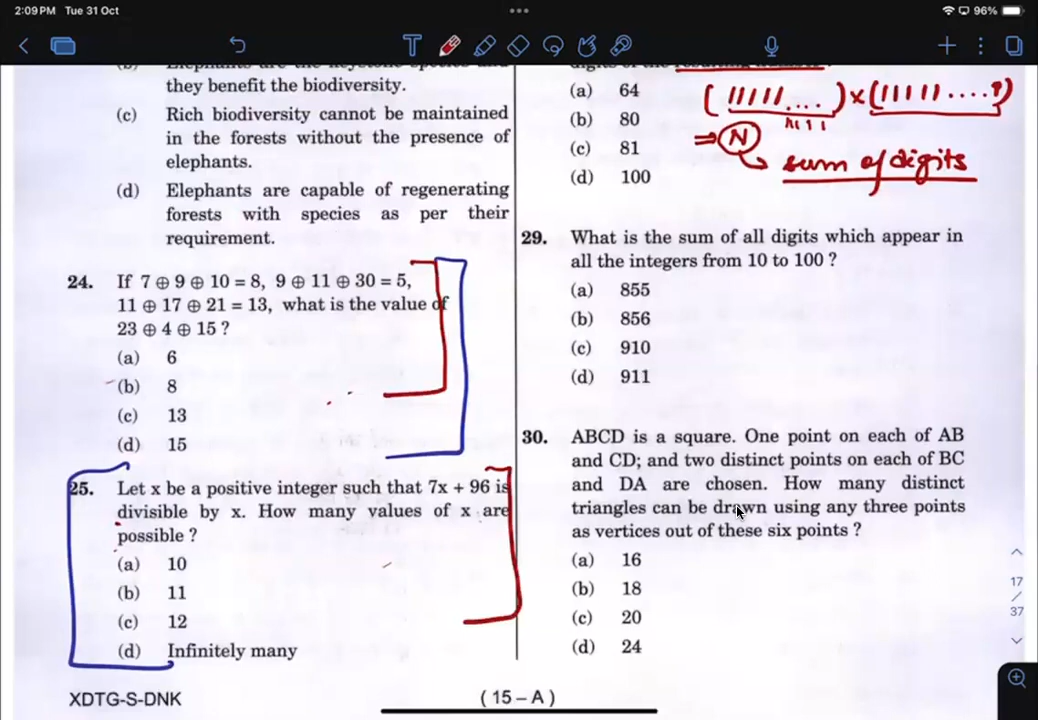 2:09 PM Tue 31 Oct
96%
they benefit the biodiversity.
(c) Rich biodiversity cannot be maintained
in the forests without the presence of
elephants.
(d) Elephants are capable of regenerating
forests with species as per their
requirement.
24. If 7 ⊕ 9 ⊕ 10 = 8, 9 ⊕ 11 ⊕ 30 = 5,
11 ⊕ 17 ⊕ 21 = 13, what is the value of
23 ⊕ 4 ⊕ 15 ?
(a) 6
(b) 8
(c) 13
(d) 15
25. Let x be a positive integer such that 7x + 96 is
divisible by x. How many values of x are
possible ?
(a) 10
(b) 11
(c) 12
(d) Infinitely many
XDTG-S-DNK
( 15 – A )
(a) 64
(b) 80
(c) 81
(d) 100
(11111....)×(11111....?)
⇒ N
sum of digits
29. What is the sum of all digits which appear in
all the integers from 10 to 100 ?
(a) 855
(b) 856
(c) 910
(d) 911
30. ABCD is a square. One point on each of AB
and CD; and two distinct points on each of BC
and DA are chosen. How many distinct
triangles can be drawn using any three points
as vertices out of these six points ?
(a) 16
(b) 18
(c) 20
(d) 24
17
/
37